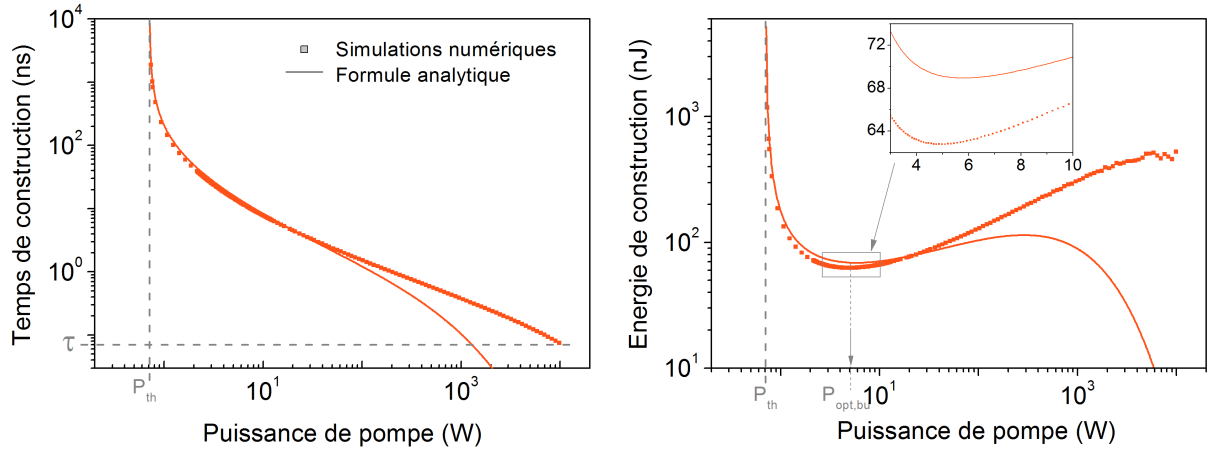 Temps de construction (ns)
10⁴
10²
10⁰
τ
Simulations numériques
Formule analytique
P_th
10¹
10³
Puissance de pompe (W)
Energie de construction (nJ)
10⁴
10³
10²
10¹
72
68
64
4 6 8 10
P_th
P_opt,bu
10¹
10³
Puissance de pompe (W)